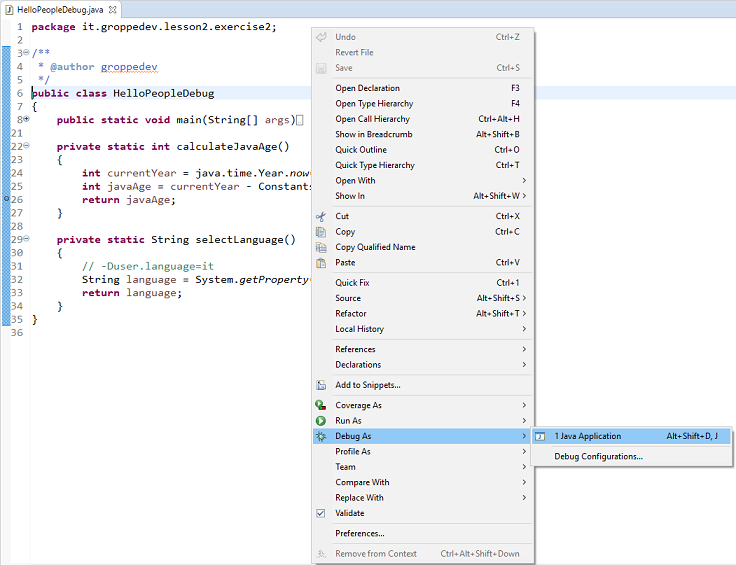 HelloPeopleDebug.java
1 package it.groppedev.lesson2.exercise2;
2
3 /**
4 * @author groppedev
5 */
6 public class HelloPeopleDebug
7 {
8 public static void main(String[] args)
21
22 private static int calculateJavaAge()
23 {
24 int currentYear = java.time.Year.now
25 int javaAge = currentYear - Constants
26 return javaAge;
27 }
28
29 private static String selectLanguage()
30 {
31 // -Duser.language=it
32 String language = System.getProperty(
33 return language;
34 }
35 }
36
Undo Ctrl+Z
Revert File
Save Ctrl+S
Open Declaration F3
Open Type Hierarchy F4
Open Call Hierarchy Ctrl+Alt+H
Show in Breadcrumb Alt+Shift+B
Quick Outline Ctrl+O
Quick Type Hierarchy Ctrl+T
Open With
Show In Alt+Shift+W
Cut Ctrl+X
Copy Ctrl+C
Copy Qualified Name
Paste Ctrl+V
Quick Fix Ctrl+1
Source Alt+Shift+S
Refactor Alt+Shift+T
Local History
References
Declarations
Add to Snippets...
Coverage As
Run As
Debug As
Profile As
Team
Compare With
Replace With
Validate
Preferences...
Remove from Context Ctrl+Alt+Shift+Down
1 Java Application Alt+Shift+D, J
Debug Configurations...